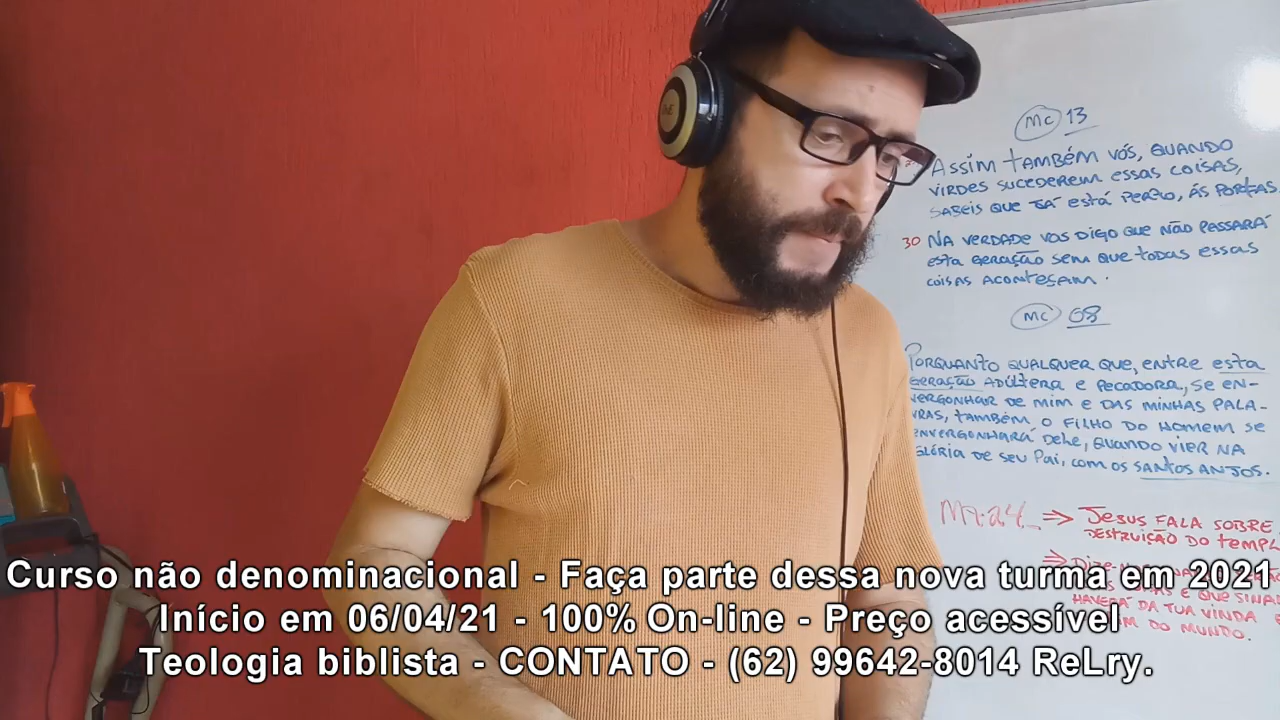 MC 13
ASSIM TAMBÉM VÓS, QUANDO
VIRDES SUCEDEREM ESSAS COISAS,
SABEIS QUE JÁ ESTÁ PERTO, ÁS PORTAS.
30 NA VERDADE VOS DIGO QUE NÃO PASSARÁ
ESTA GERAÇÃO SEM QUE TODAS ESSAS
COISAS ACONTEÇAM.
MC 08
PORQUANTO QUALQUER QUE, ENTRE ESTA
GERAÇÃO ADÚLTERA E PECADORA, SE EN-
VERGONHAR DE MIM E DAS MINHAS PALA-
VRAS, TAMBÉM O FILHO DO HOMEM SE
ENVERGONHARÁ DELE, QUANDO VIER NA
GLÓRIA DE SEU PAI, COM OS SANTOS ANJOS.
MT:24 ⇒ JESUS FALA SOBRE
DESTRUIÇÃO DO TEMPL
⇒
E QUE SINA
HAVERÁ DA TUA VINDA E
DO MUNDO.
Curso não denominacional - Faça parte dessa nova turma em 2021
Início em 06/04/21 - 100% On-line - Preço acessível
Teologia biblista - CONTATO - (62) 99642-8014 ReLry.